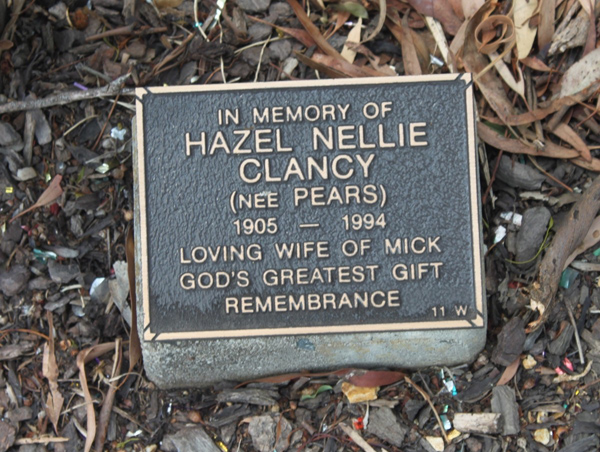 IN MEMORY OF
HAZEL NELLIE
CLANCY
(NEE PEARS)
1905 — 1994
LOVING WIFE OF MICK
GOD'S GREATEST GIFT
REMEMBRANCE
11 W